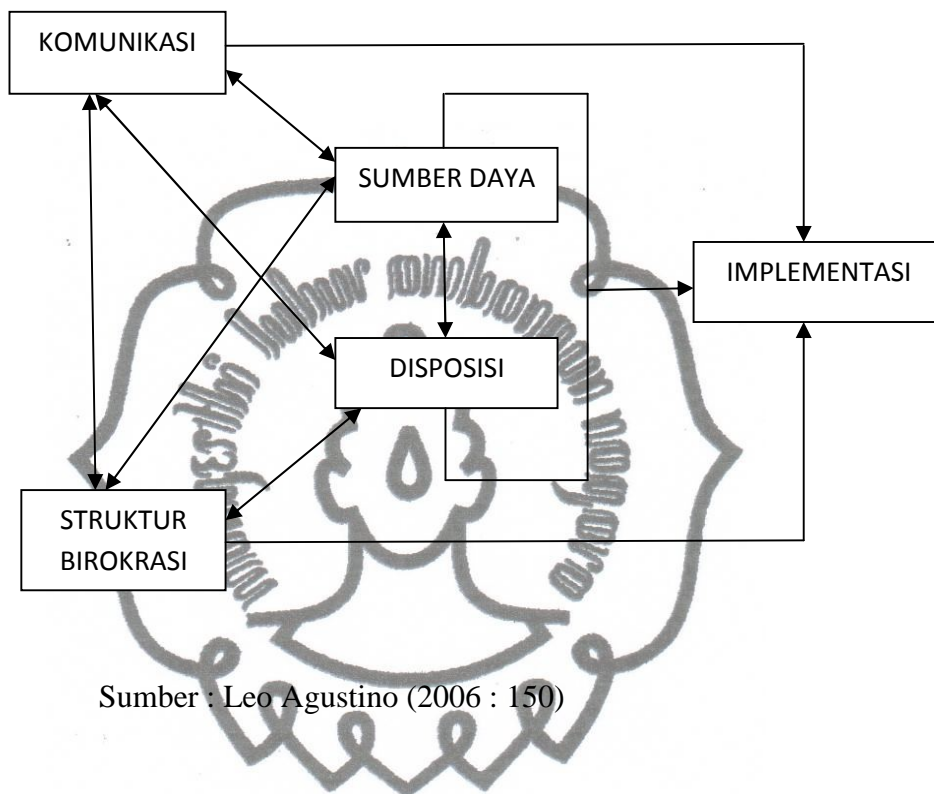 KOMUNIKASI
SUMBER DAYA
IMPLEMENTASI
DISPOSISI
STRUKTUR
BIROKRASI
Sumber : Leo Agustino (2006 : 150)